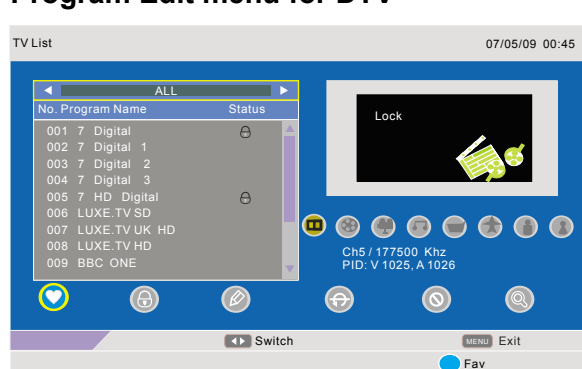 Program Edit menu for DTV
TV List 07/05/09 00:45
ALL
No. Program Name Status
001 7 Digital
002 7 Digital 1
003 7 Digital 2
004 7 Digital 3
005 7 HD Digital
006 LUXE.TV SD
007 LUXE.TV UK HD
008 LUXE.TV HD
009 BBC ONE
Lock
Ch5 / 177500 Khz
PID: V 1025, A 1026
Switch
MENU Exit
Fav